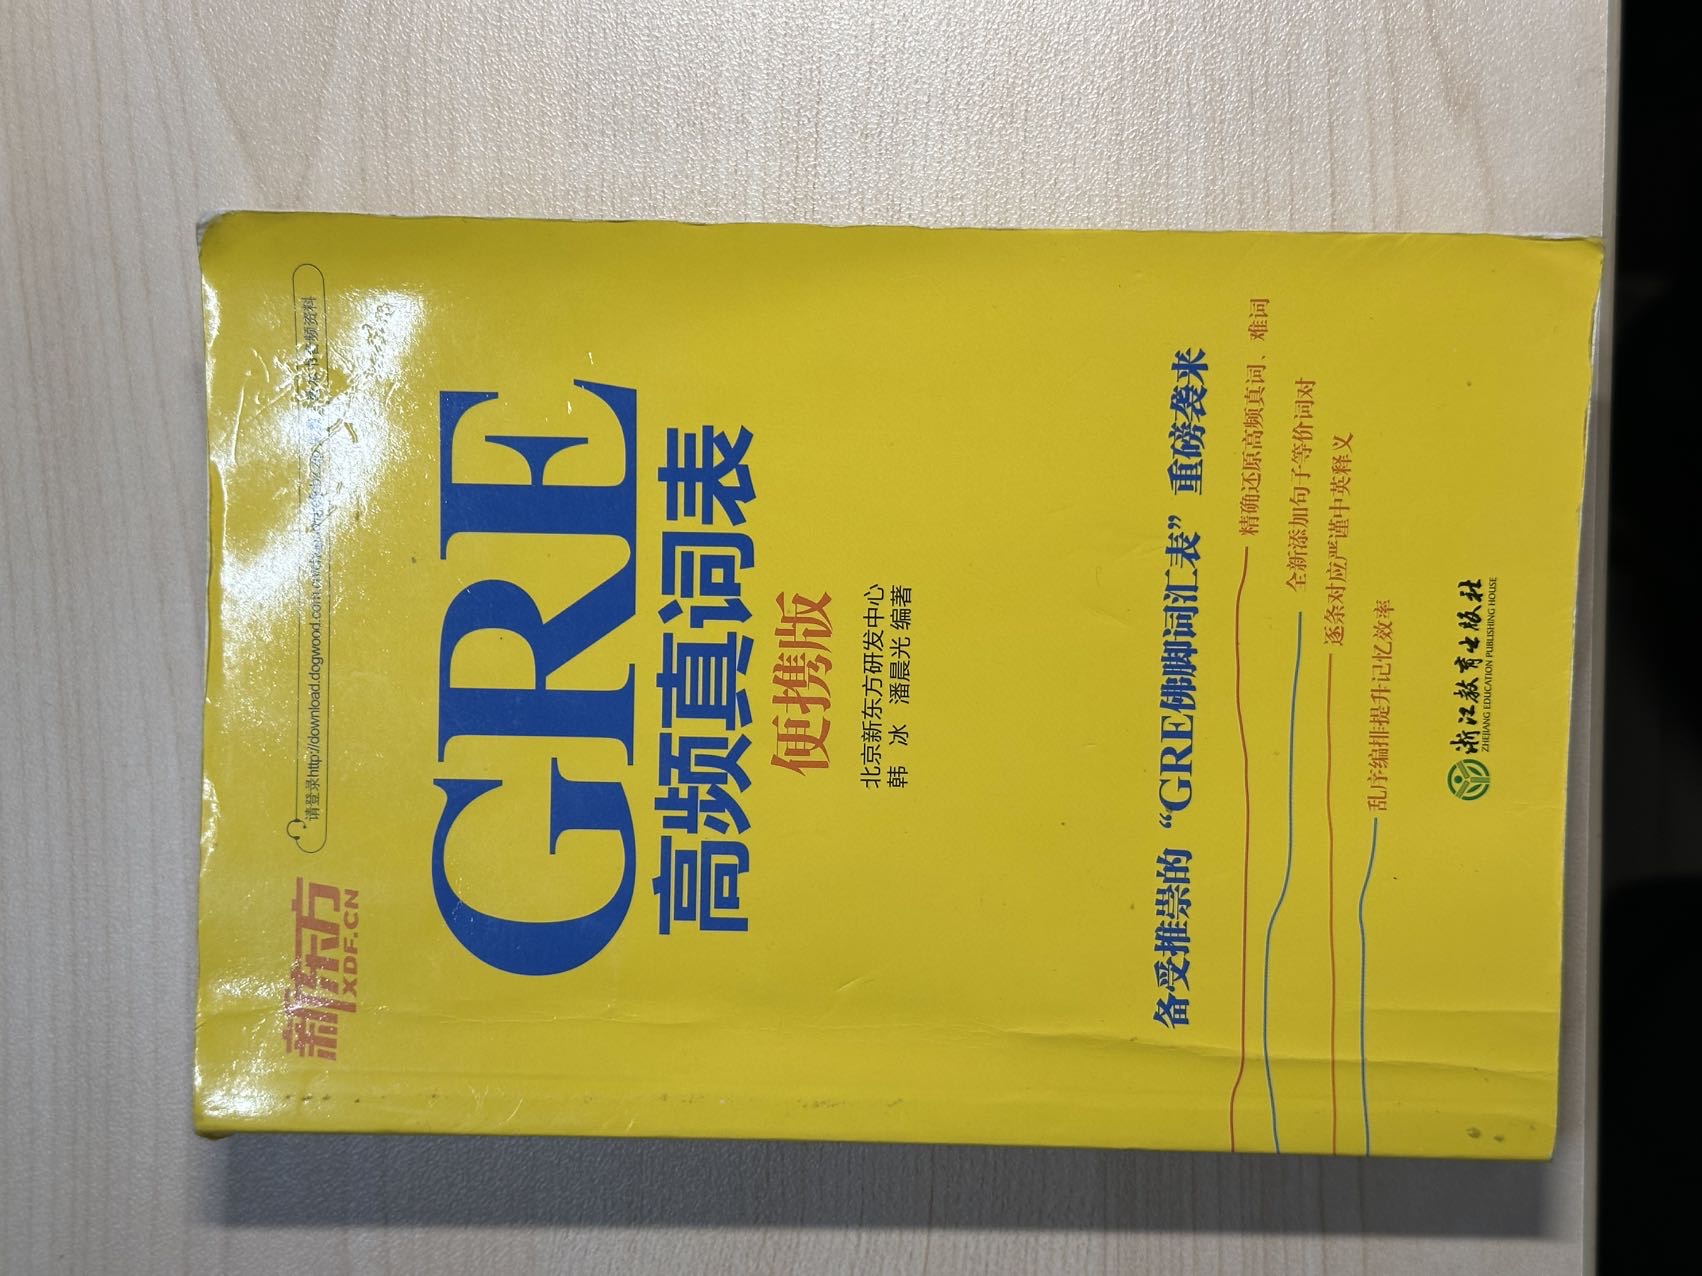 新东方
XDF.CN
请登录http://download.dogwood.com.cn
频资料
GRE
高频真词表
便携版
北京新东方研发中心
韩 冰 潘晨光 编著
备受推崇的“GRE佛脚词汇表”重磅袭来
精确还原高频真词、难词
全新添加句子等价词对
逐条对应严谨中英释义
乱序编排提升记忆效率
浙江教育出版社
ZHEJIANG EDUCATION PUBLISHING HOUSE